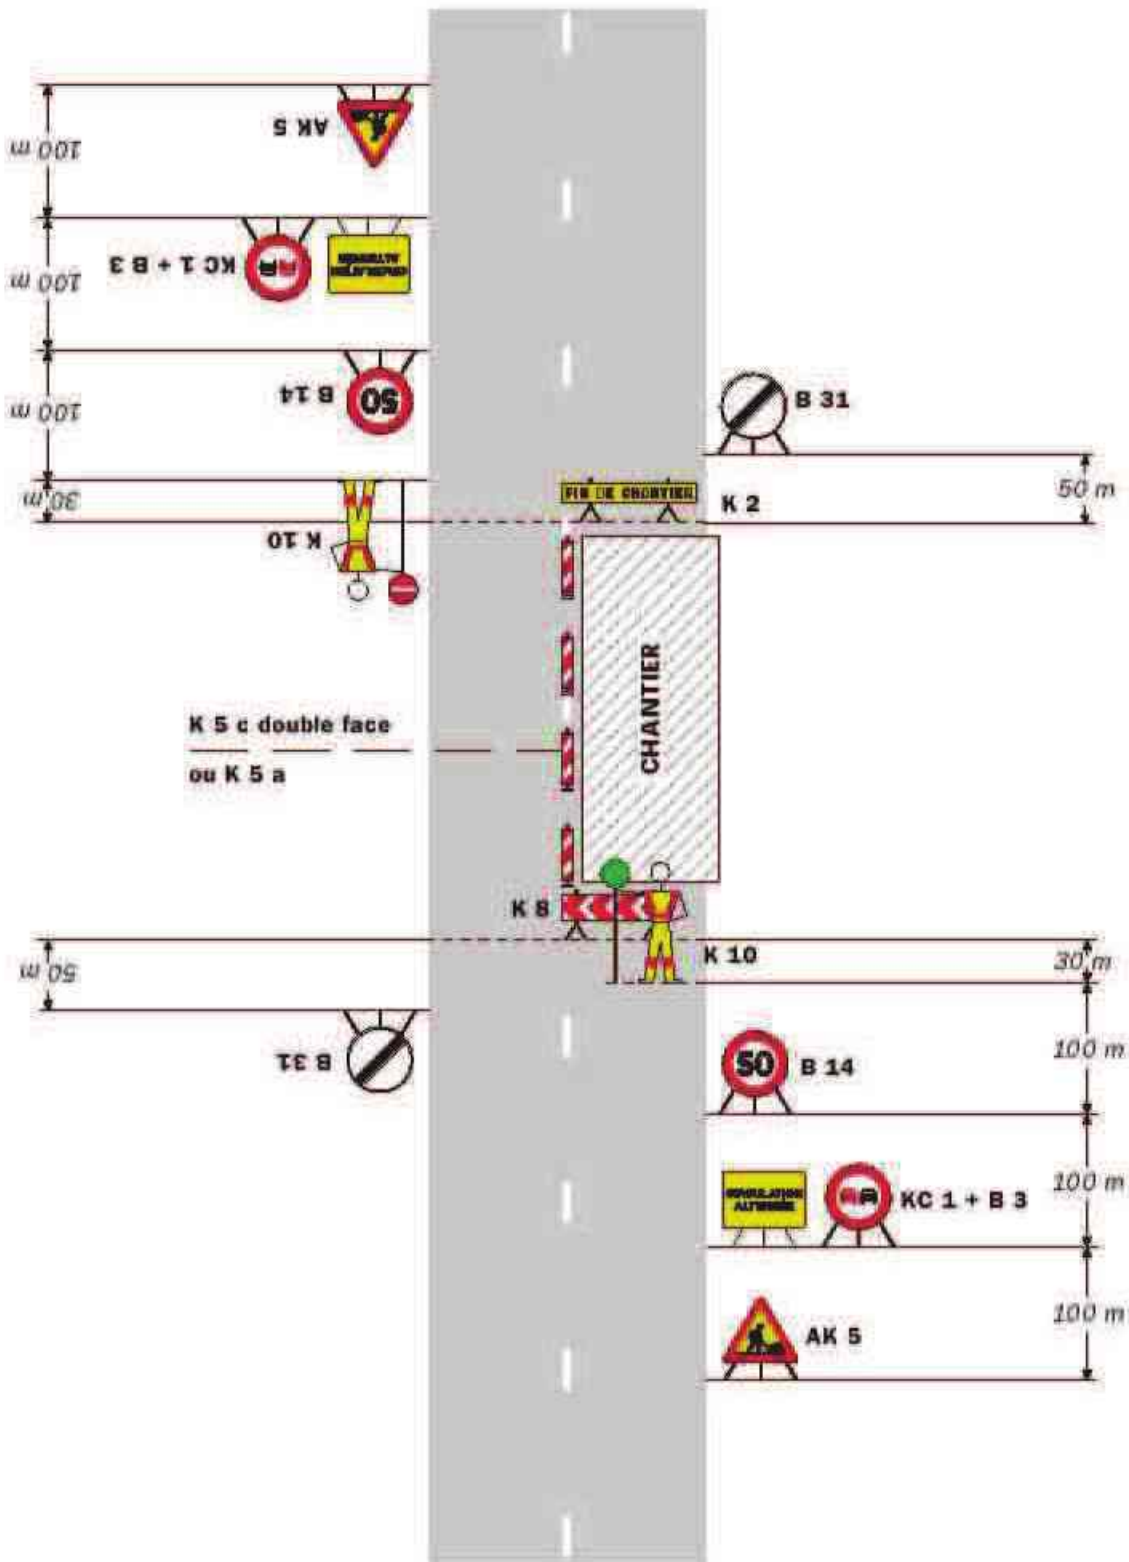 AK 5
100 m
KC 1 + B 3
100 m
B 14
50
100 m
B 31
50 m
30 m
FIN DE CHANTIER
K 2
K 10
CHANTIER
K 5 c double face
ou K 5 a
K 8
K 10
30 m
50 m
B 31
50
B 14
100 m
CIRCULATION
ALTERNÉE
KC 1 + B 3
100 m
AK 5
100 m